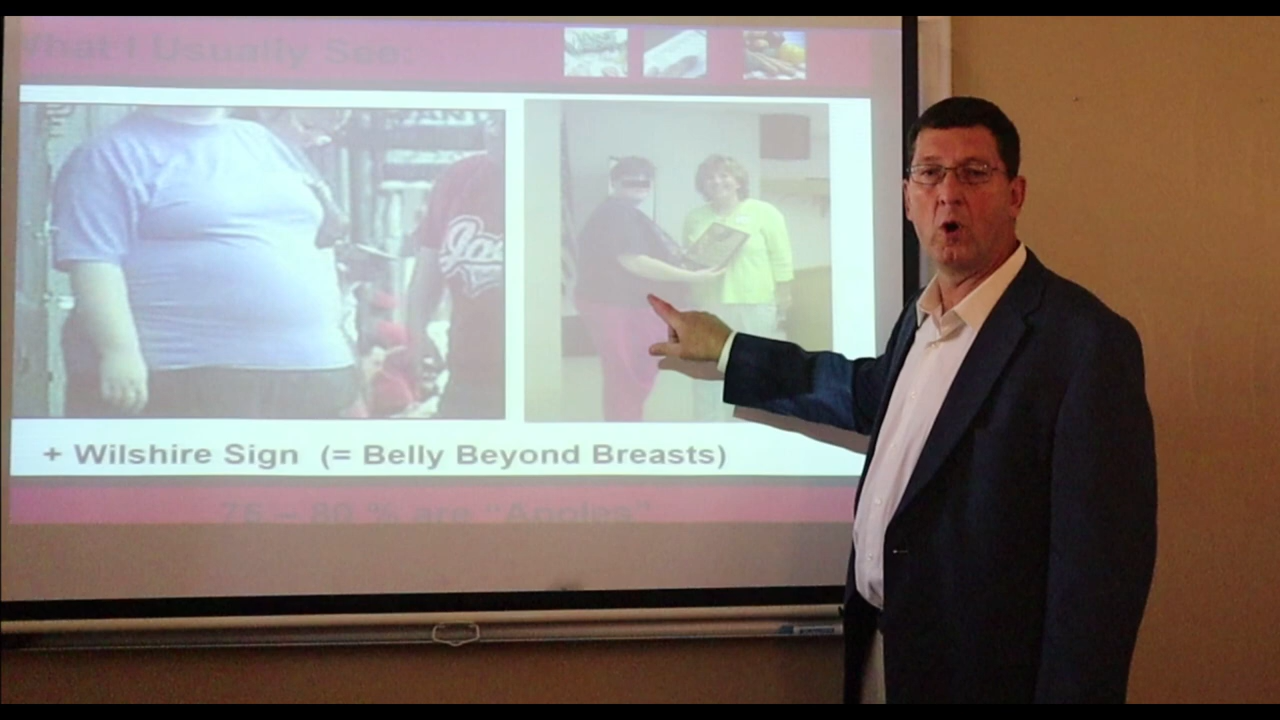 What I Usually See:
+ Wilshire Sign (= Belly Beyond Breasts)
75 – 80 % are "Apples"